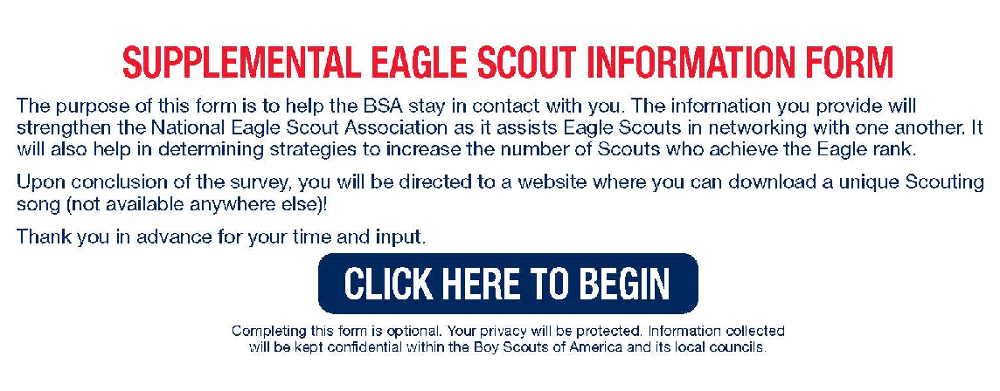 SUPPLEMENTAL EAGLE SCOUT INFORMATION FORM
The purpose of this form is to help the BSA stay in contact with you. The information you provide will
strengthen the National Eagle Scout Association as it assists Eagle Scouts in networking with one another. It
will also help in determining strategies to increase the number of Scouts who achieve the Eagle rank.
Upon conclusion of the survey, you will be directed to a website where you can download a unique Scouting
song (not available anywhere else)!
Thank you in advance for your time and input.
CLICK HERE TO BEGIN
Completing this form is optional. Your privacy will be protected. Information collected
will be kept confidential within the Boy Scouts of America and its local councils.